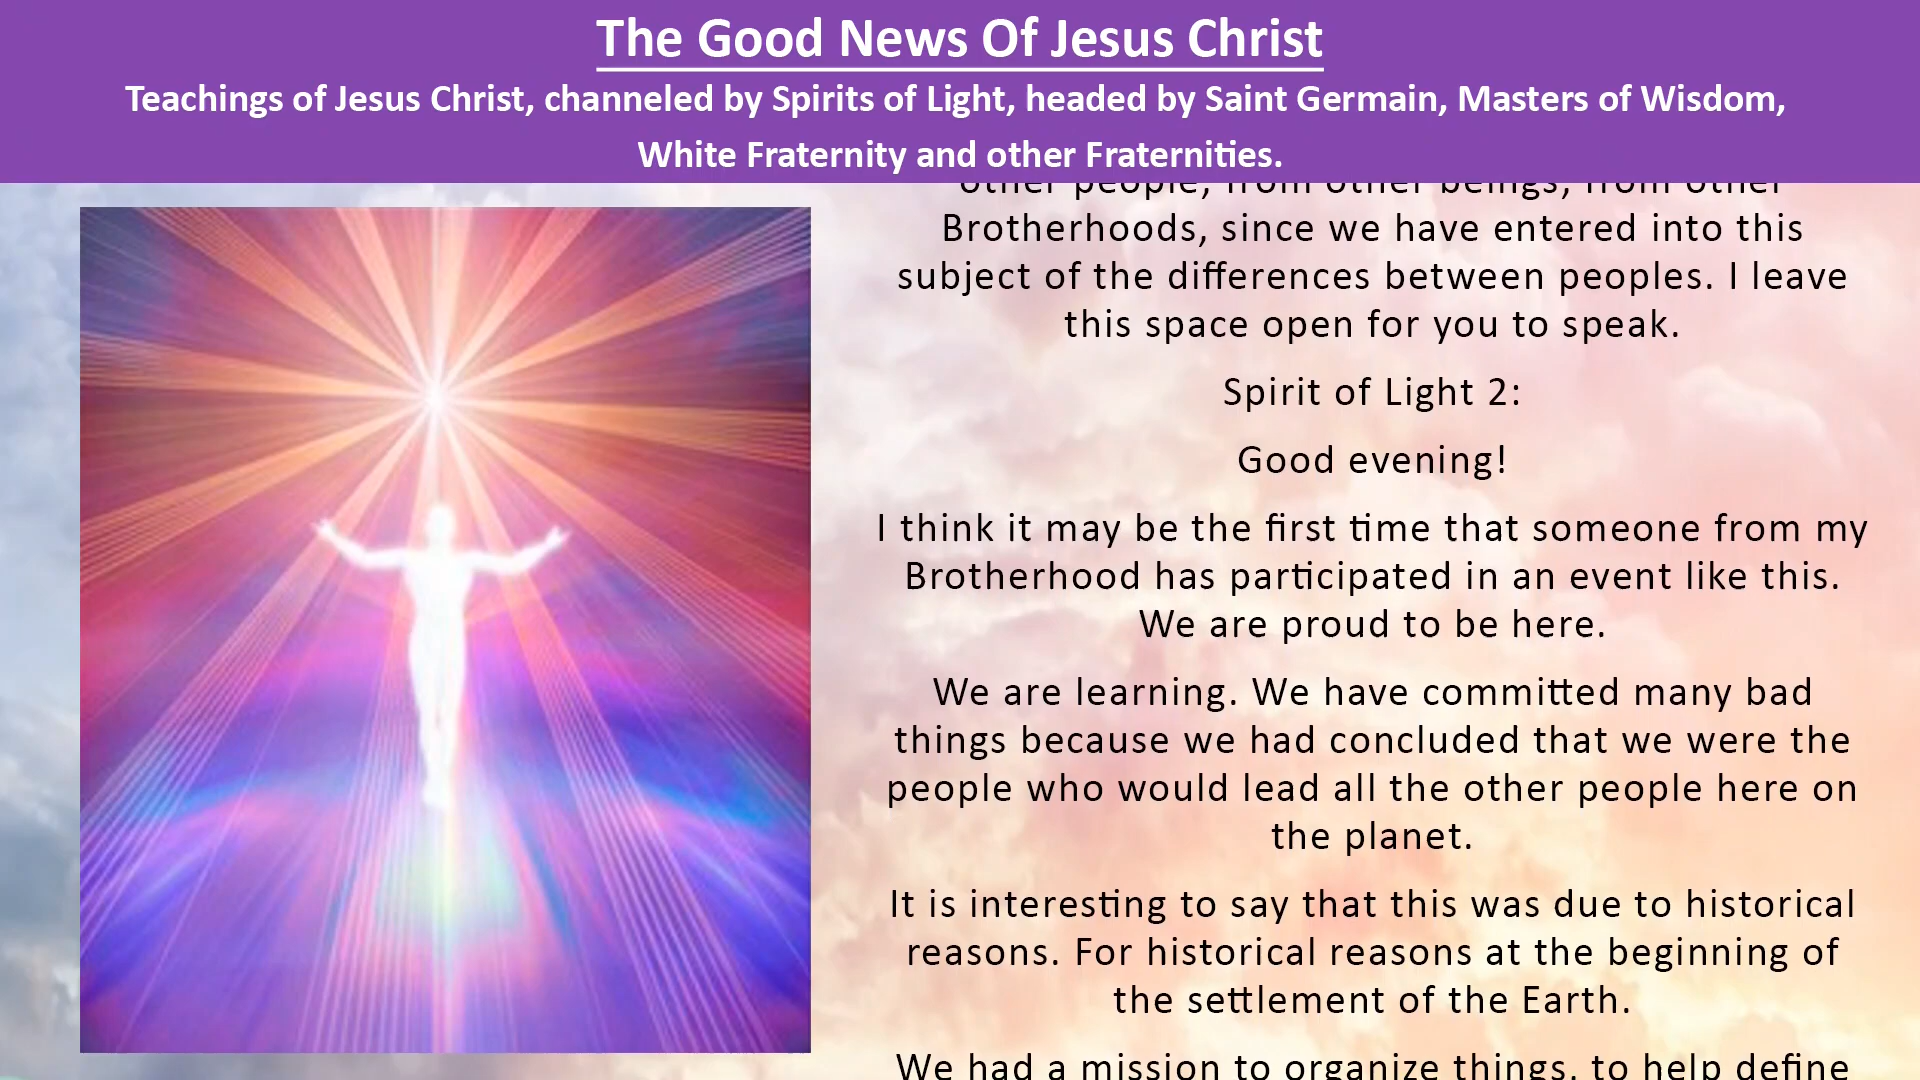 The Good News Of Jesus Christ
Teachings of Jesus Christ, channeled by Spirits of Light, headed by Saint Germain, Masters of Wisdom,
White Fraternity and other Fraternities.
other people, from other beings, from other
Brotherhoods, since we have entered into this
subject of the differences between peoples. I leave
this space open for you to speak.
Spirit of Light 2:
Good evening!
I think it may be the first time that someone from my
Brotherhood has participated in an event like this.
We are proud to be here.
We are learning. We have committed many bad
things because we had concluded that we were the
people who would lead all the other people here on
the planet.
It is interesting to say that this was due to historical
reasons. For historical reasons at the beginning of
the settlement of the Earth.
We had a mission to organize things, to help define